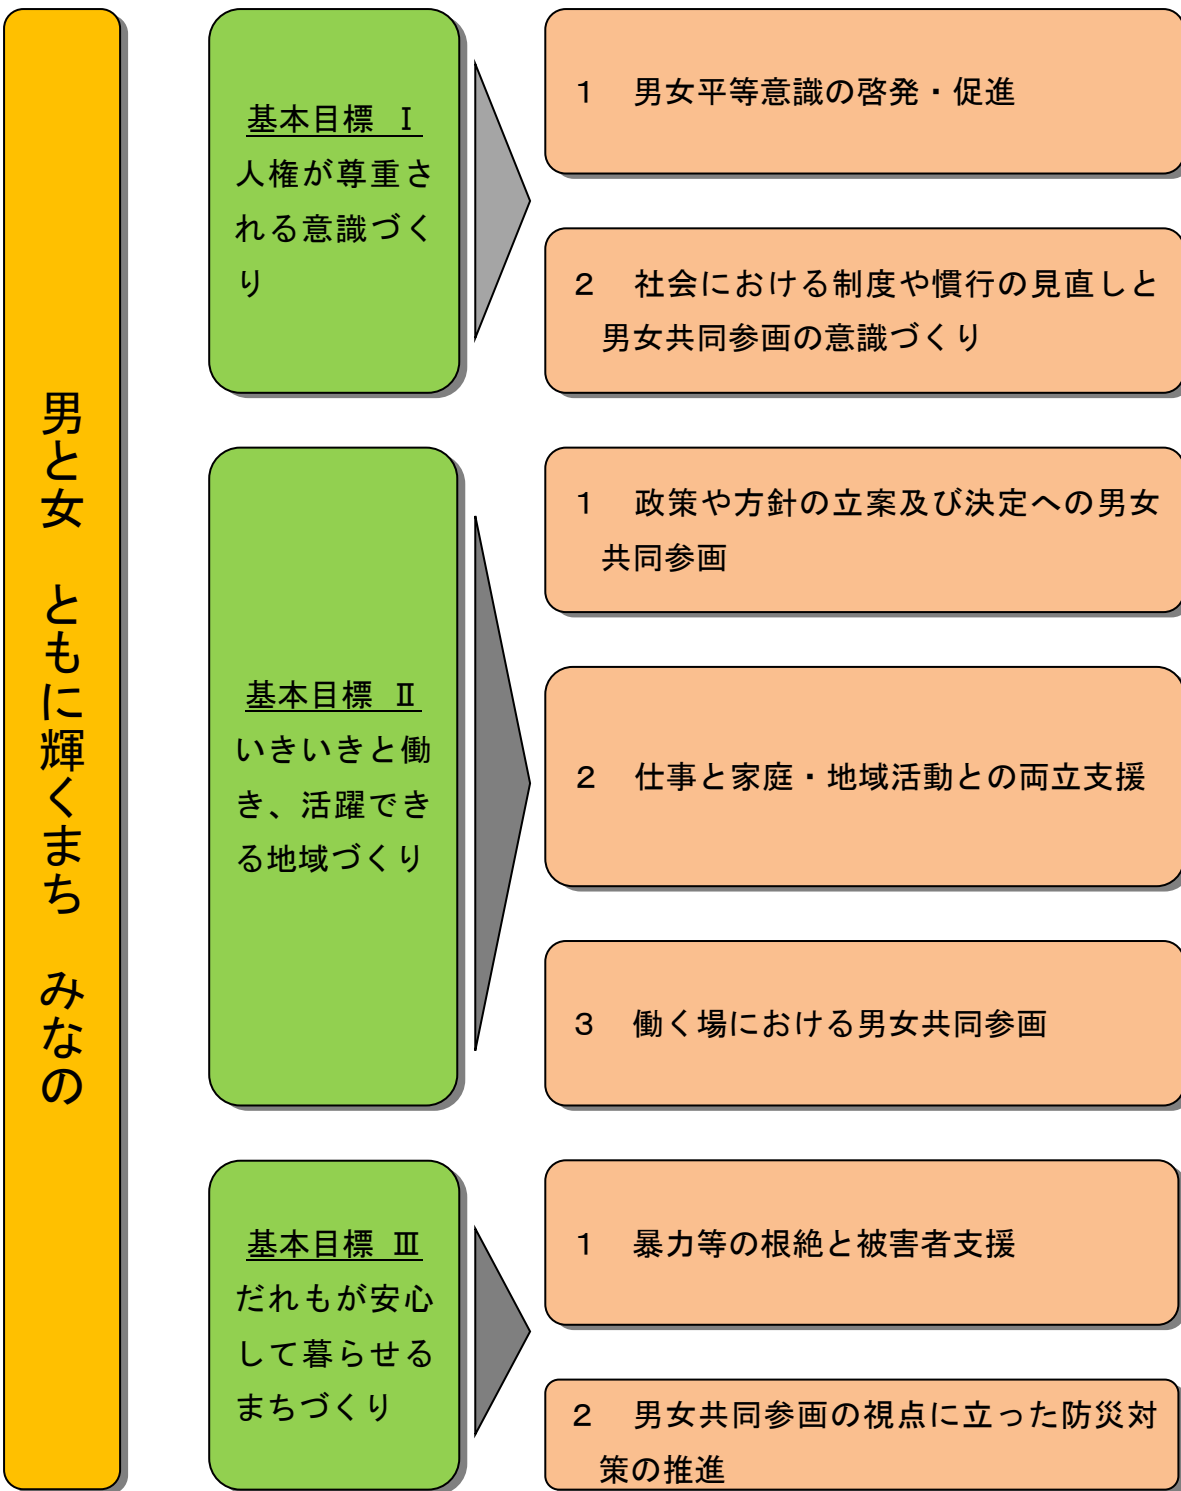 男と女　ともに輝くまち　みなの
基本目標　Ⅰ
人権が尊重さ
れる意識づく
り
１　男女平等意識の啓発・促進
２　社会における制度や慣行の見直しと
男女共同参画の意識づくり
基本目標　Ⅱ
いきいきと働
き、活躍でき
る地域づくり
１　政策や方針の立案及び決定への男女
共同参画
２　仕事と家庭・地域活動との両立支援
３　働く場における男女共同参画
基本目標　Ⅲ
だれもが安心
して暮らせる
まちづくり
１　暴力等の根絶と被害者支援
２　男女共同参画の視点に立った防災対
策の推進